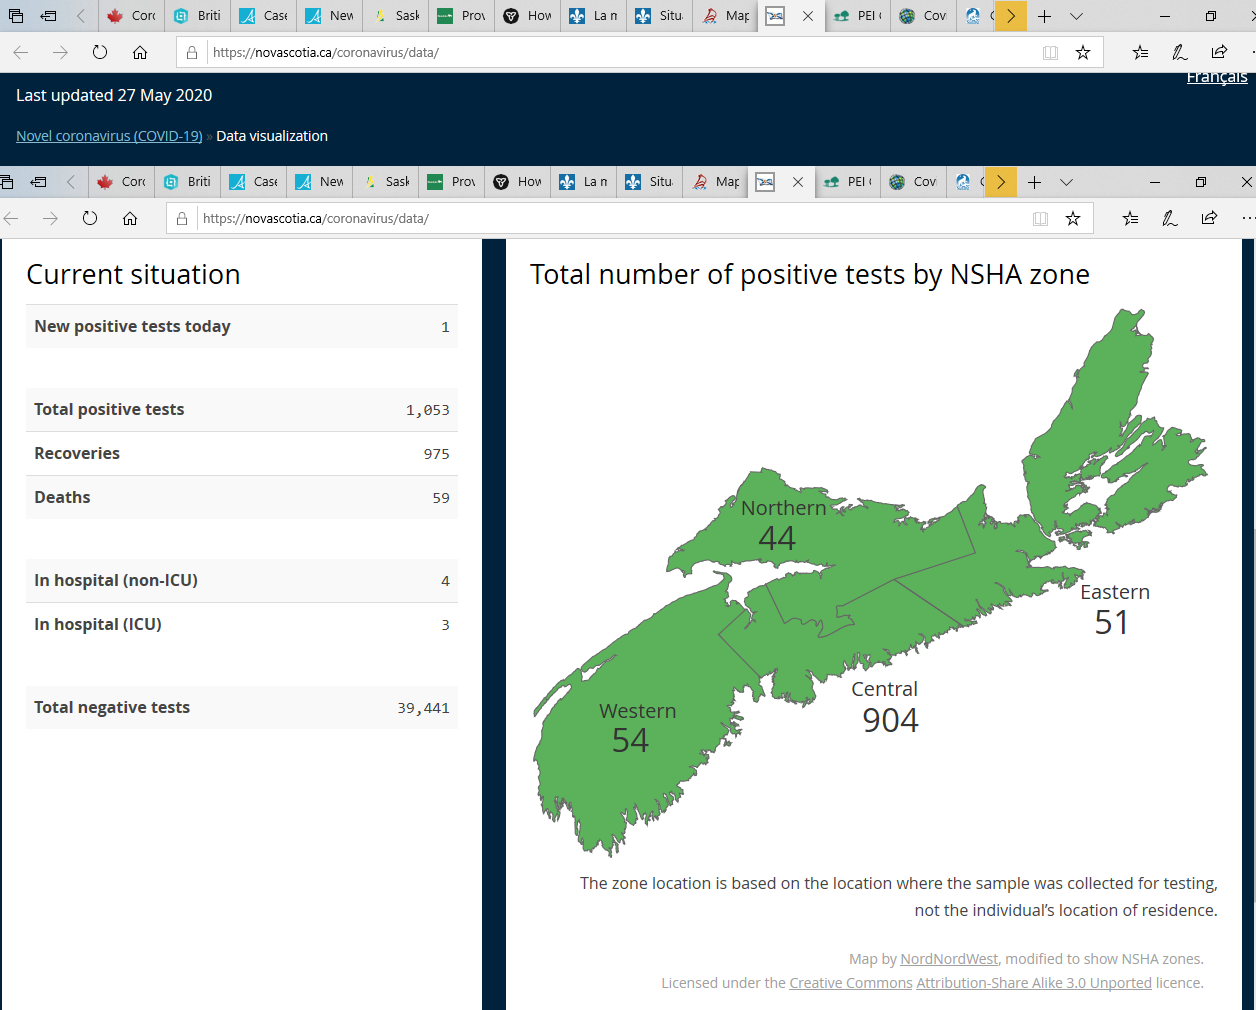 Corc
Briti
Case
New
Sask
Prov
How
La m
Situ
Map
PEI
Cov
https://novascotia.ca/coronavirus/data/
Français
Last updated 27 May 2020
Novel coronavirus (COVID-19) » Data visualization
Corc
Briti
Case
New
Sask
Prov
How
La m
Situ
Map
PEI
Cov
https://novascotia.ca/coronavirus/data/
Current situation
New positive tests today 1
Total positive tests 1,053
Recoveries 975
Deaths 59
In hospital (non-ICU) 4
In hospital (ICU) 3
Total negative tests 39,441
Total number of positive tests by NSHA zone
Northern
44
Eastern
51
Central
904
Western
54
The zone location is based on the location where the sample was collected for testing,
not the individual's location of residence.
Map by NordNordWest, modified to show NSHA zones.
Licensed under the Creative Commons Attribution-Share Alike 3.0 Unported licence.